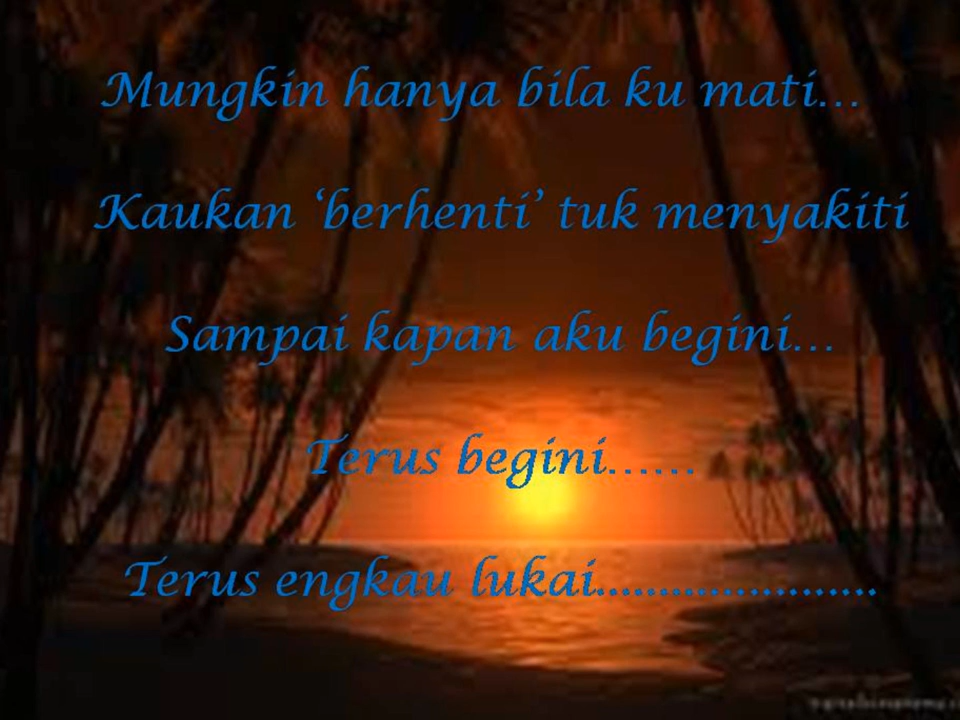 Mungkin hanya bila ku mati...
Kaukan ‘berhenti’ tuk menyakiti
Sampai kapan aku begini...
Terus begini......
Terus engkau lukai......................